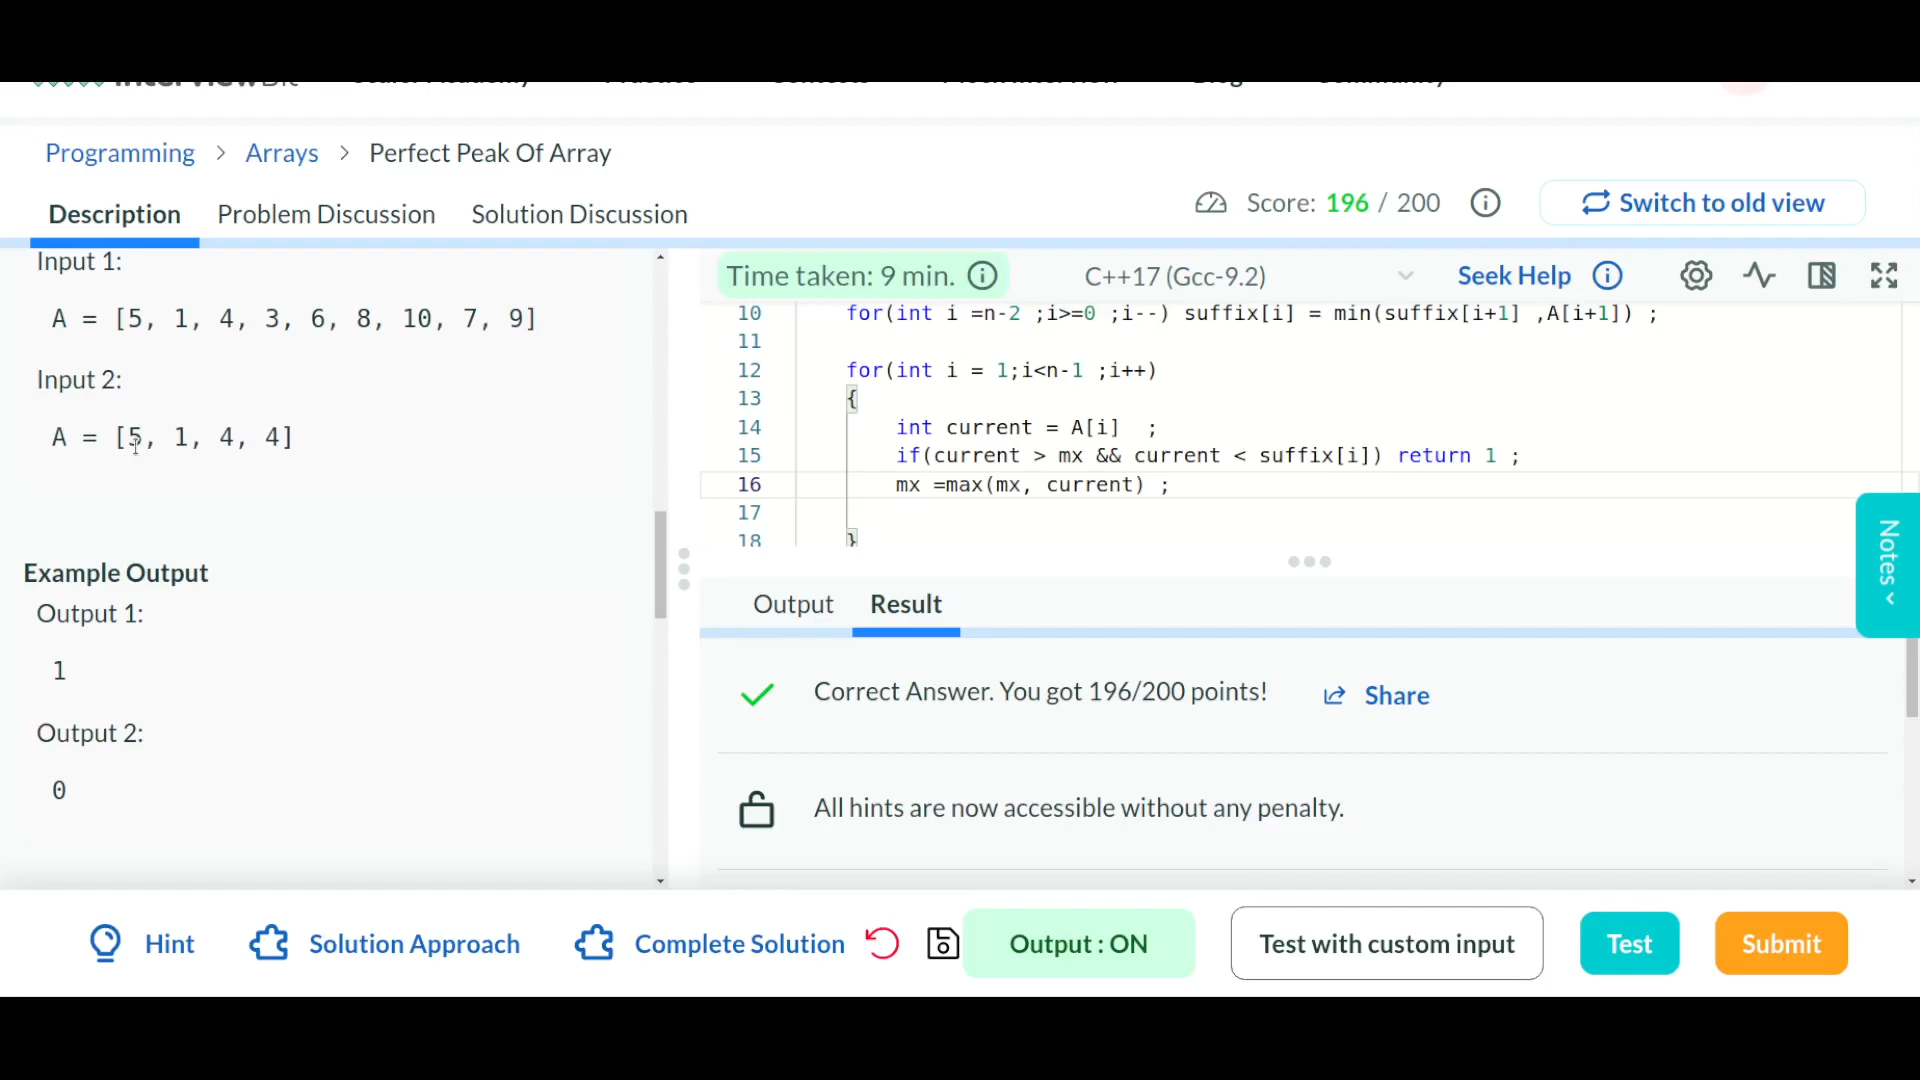 Programming > Arrays > Perfect Peak Of Array
Description Problem Discussion Solution Discussion
Score: 196 / 200
Switch to old view
Input 1:
A = [5, 1, 4, 3, 6, 8, 10, 7, 9]
Input 2:
A = [5, 1, 4, 4]
Example Output
Output 1:
1
Output 2:
0
Time taken: 9 min.
C++17 (Gcc-9.2)
Seek Help
10 for(int i =n-2 ;i>=0 ;i--) suffix[i] = min(suffix[i+1] ,A[i+1]) ;
11
12 for(int i = 1;i<n-1 ;i++)
13 {
14 int current = A[i]  ;
15 if(current > mx && current < suffix[i]) return 1 ;
16 mx =max(mx, current) ;
17
18 }
Notes
Output Result
Correct Answer. You got 196/200 points!
Share
All hints are now accessible without any penalty.
Hint Solution Approach Complete Solution Output : ON Test with custom input Test Submit